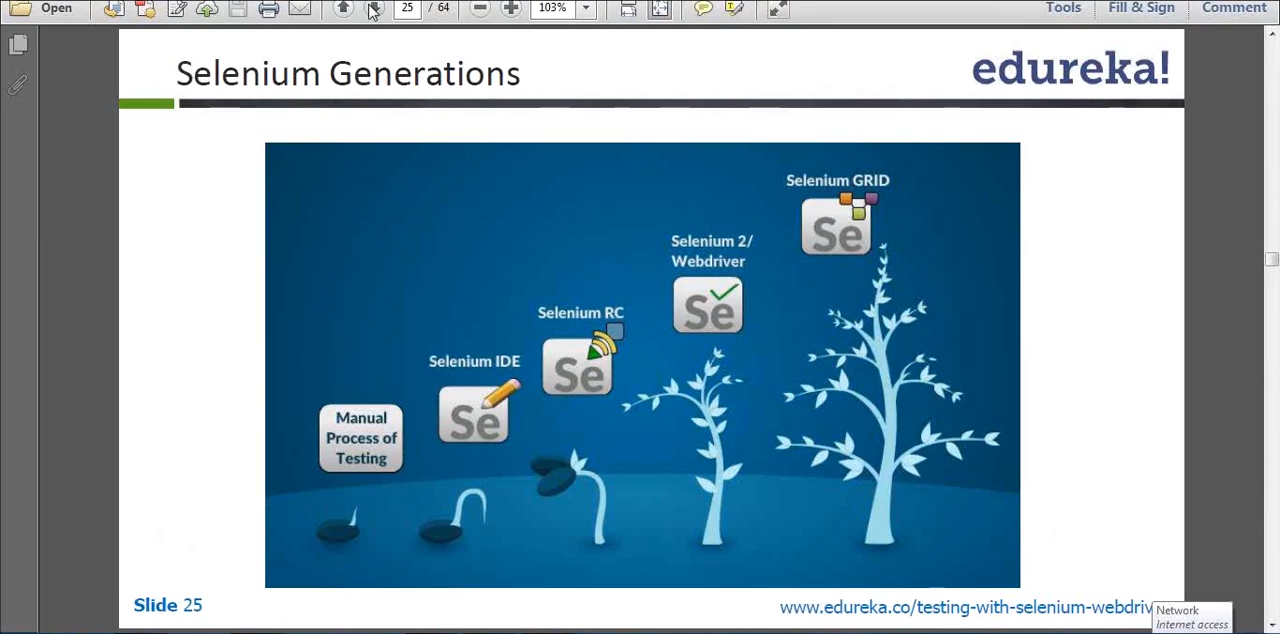 Open
25
/ 64
103%
Tools
Fill & Sign
Comment
Selenium Generations
edureka!
Selenium GRID
Se
Selenium 2/
Webdriver
Se
Selenium RC
Se
Selenium IDE
Se
Manual
Process of
Testing
Slide 25
www.edureka.co/testing-with-selenium-webdriv
Network
Internet access